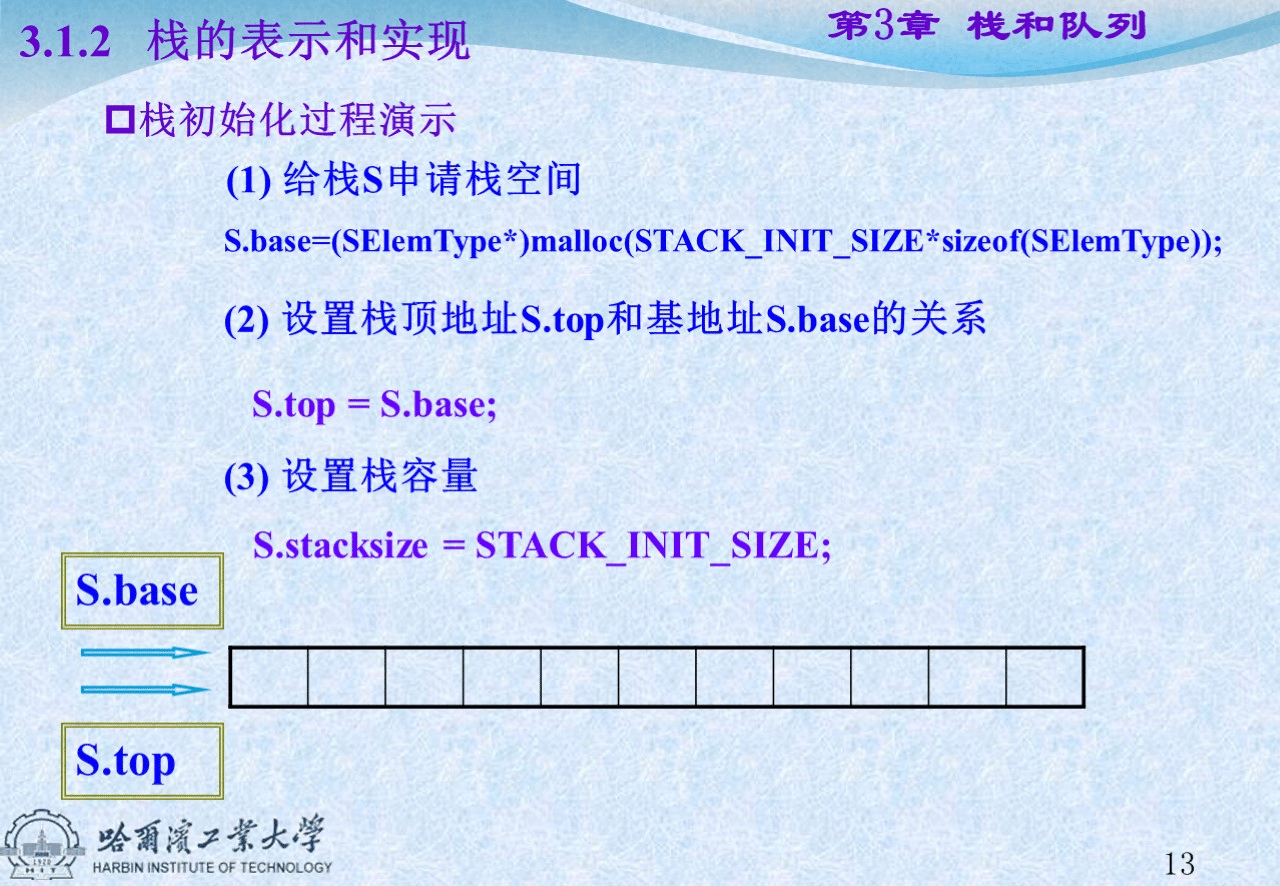 3.1.2 栈的表示和实现
第3章 栈和队列
栈初始化过程演示
(1) 给栈S申请栈空间
S.base=(SElemType*)malloc(STACK_INIT_SIZE*sizeof(SElemType));
(2) 设置栈顶地址S.top和基地址S.base的关系
S.top = S.base;
(3) 设置栈容量
S.stacksize = STACK_INIT_SIZE;
S.base
S.top
哈爾濱工業大學
HARBIN INSTITUTE OF TECHNOLOGY
1920
HIT
13